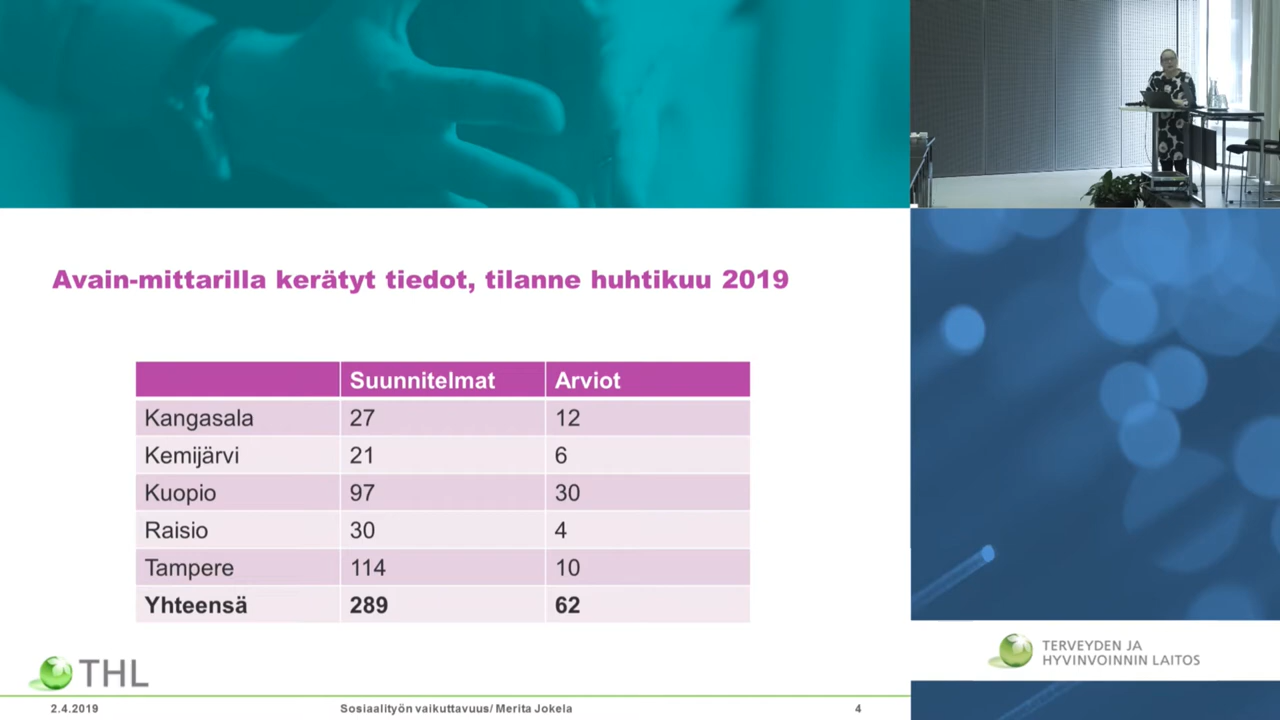 Avain-mittarilla kerätyt tiedot, tilanne huhtikuu 2019
Suunnitelmat Arviot
Kangasala 27 12
Kemijärvi 21 6
Kuopio 97 30
Raisio 30 4
Tampere 114 10
Yhteensä 289 62
THL
2.4.2019 Sosiaalityön vaikuttavuus/ Merita Jokela 4
TERVEYDEN JA
HYVINVOINNIN LAITOS